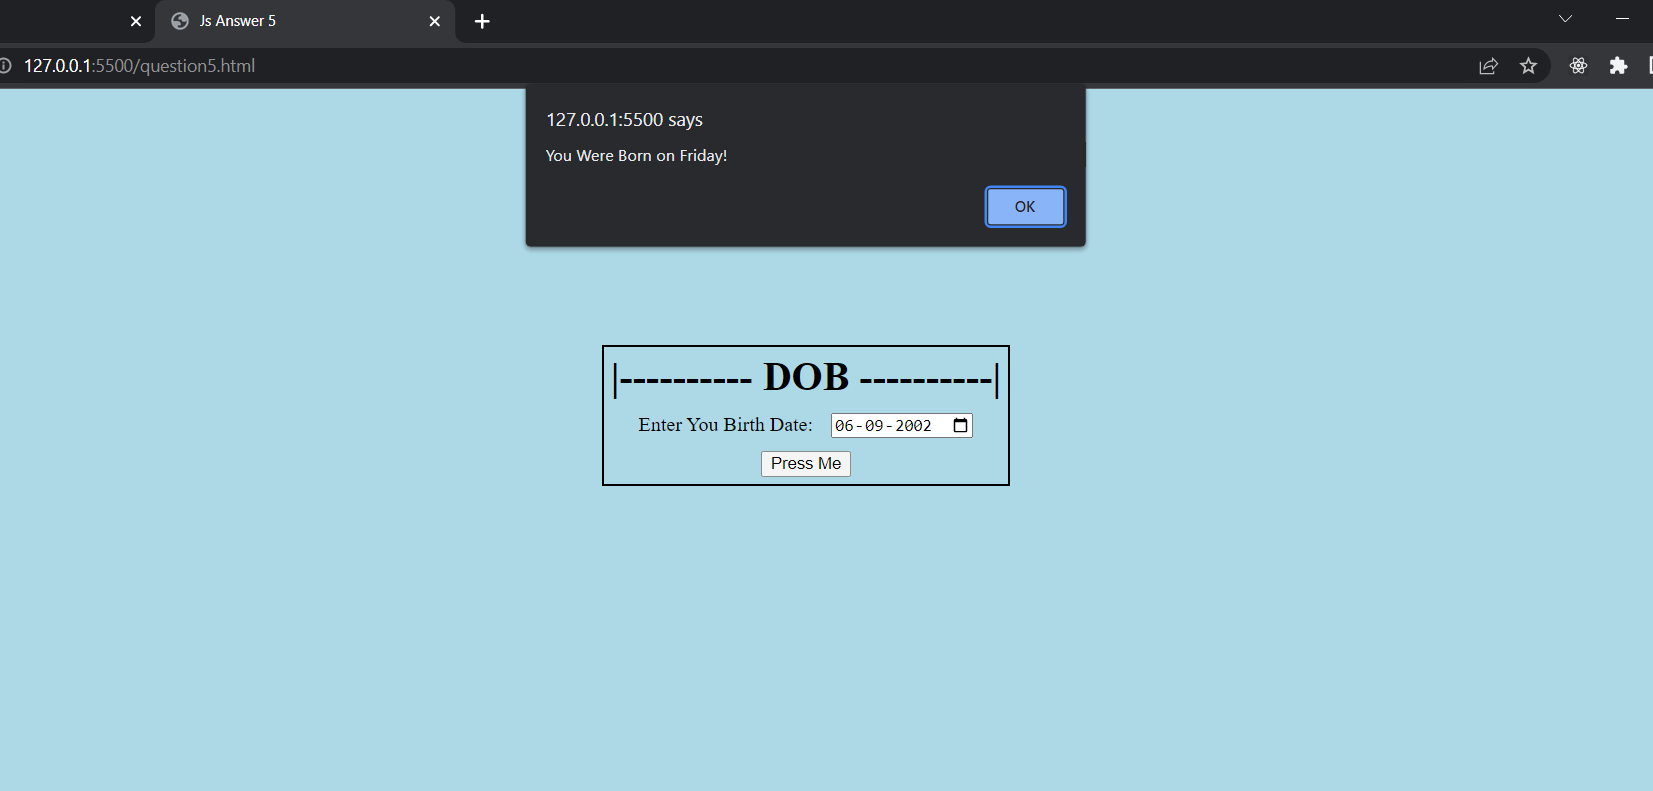 Js Answer 5
127.0.0.1:5500/question5.html
127.0.0.1:5500 says
You Were Born on Friday!
OK
|---------- DOB ----------|
Enter You Birth Date: 06-09-2002
Press Me